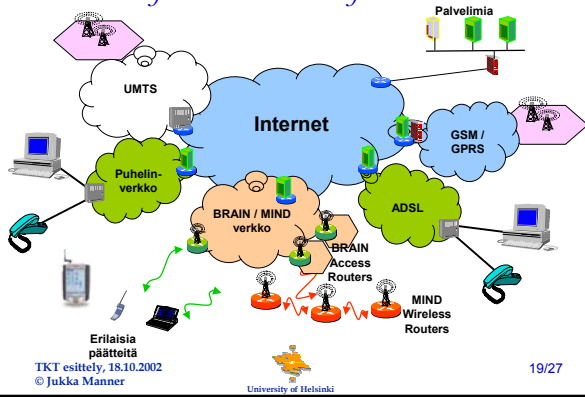 Palvelimia
UMTS
Internet
GSM /
GPRS
Puhelin-
verkko
BRAIN / MIND
verkko
ADSL
BRAIN
Access
Routers
MIND
Wireless
Routers
Erilaisia
päätteitä
TKT esittely, 18.10.2002
© Jukka Manner
University of Helsinki
19/27